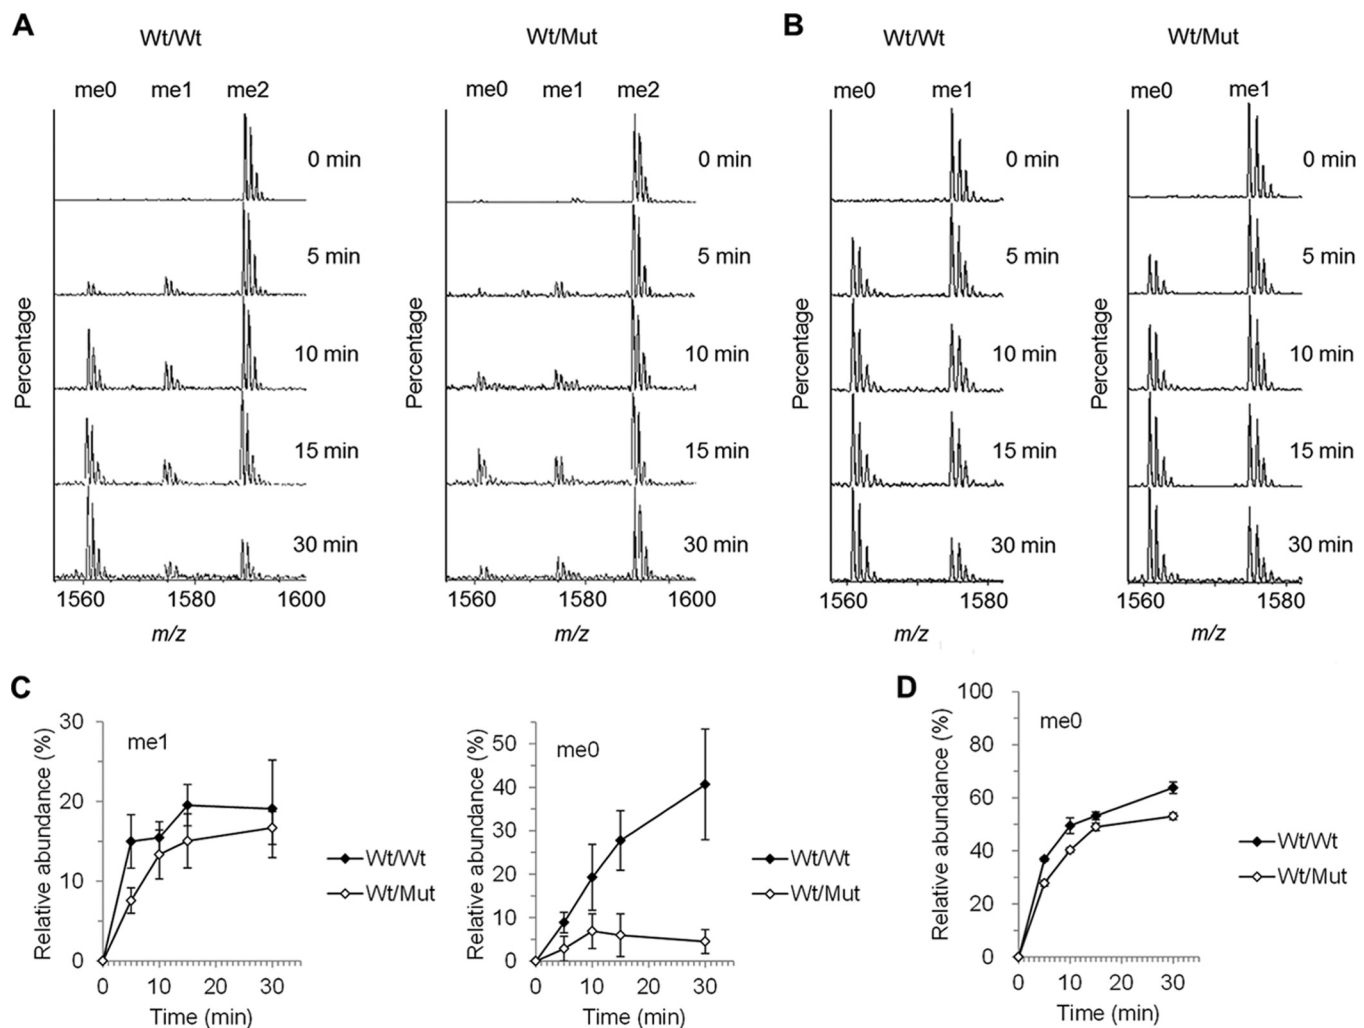 A
Wt/Wt
Wt/Mut
me0 me1 me2
me0 me1 me2
0 min
5 min
10 min
15 min
30 min
0 min
5 min
10 min
15 min
30 min
Percentage
Percentage
1560 1580 1600
1560 1580 1600
m/z
m/z
B
Wt/Wt
Wt/Mut
me0 me1
me0 me1
0 min
5 min
10 min
15 min
30 min
0 min
5 min
10 min
15 min
30 min
Percentage
Percentage
1560 1580
1560 1580
m/z
m/z
C
Relative abundance (%)
30
20
10
0
me1
0 10 20 30
Time (min)
Wt/Wt
Wt/Mut
Relative abundance (%)
50
40
30
20
10
0
me0
0 10 20 30
Time (min)
Wt/Wt
Wt/Mut
D
Relative abundance (%)
100
80
60
40
20
0
me0
0 10 20 30
Time (min)
Wt/Wt
Wt/Mut